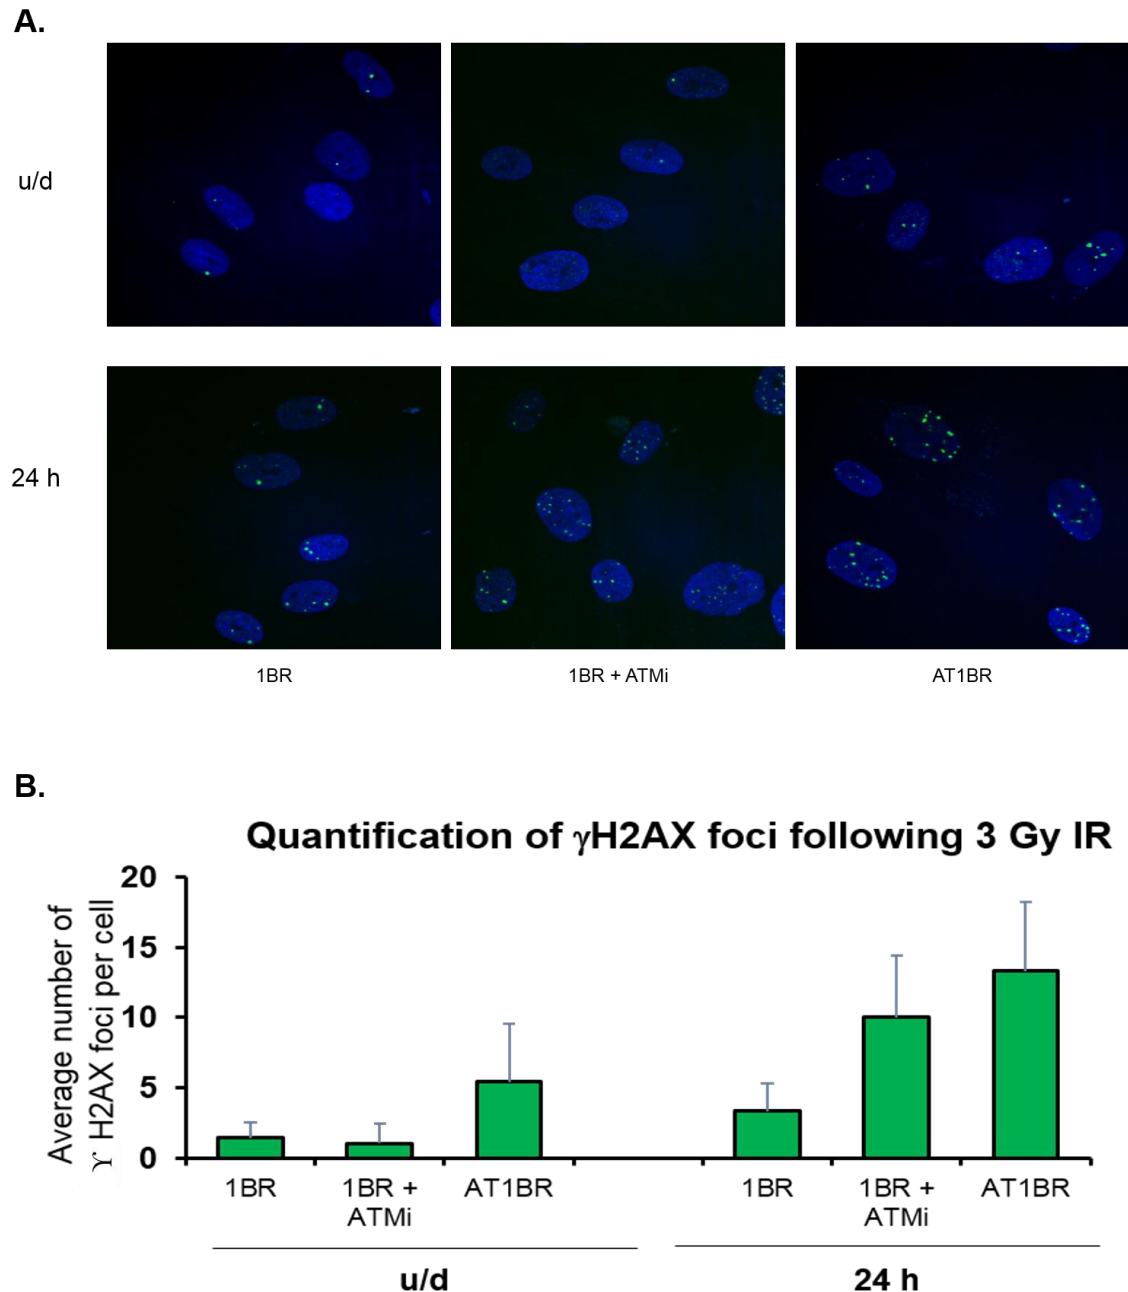 A.
u/d
24 h
1BR
1BR + ATMi
AT1BR
B.
Quantification of γH2AX foci following 3 Gy IR
Average number of
ϒ H2AX foci per cell
20
15
10
5
0
1BR
1BR +
ATMi
AT1BR
1BR
1BR +
ATMi
AT1BR
u/d
24 h